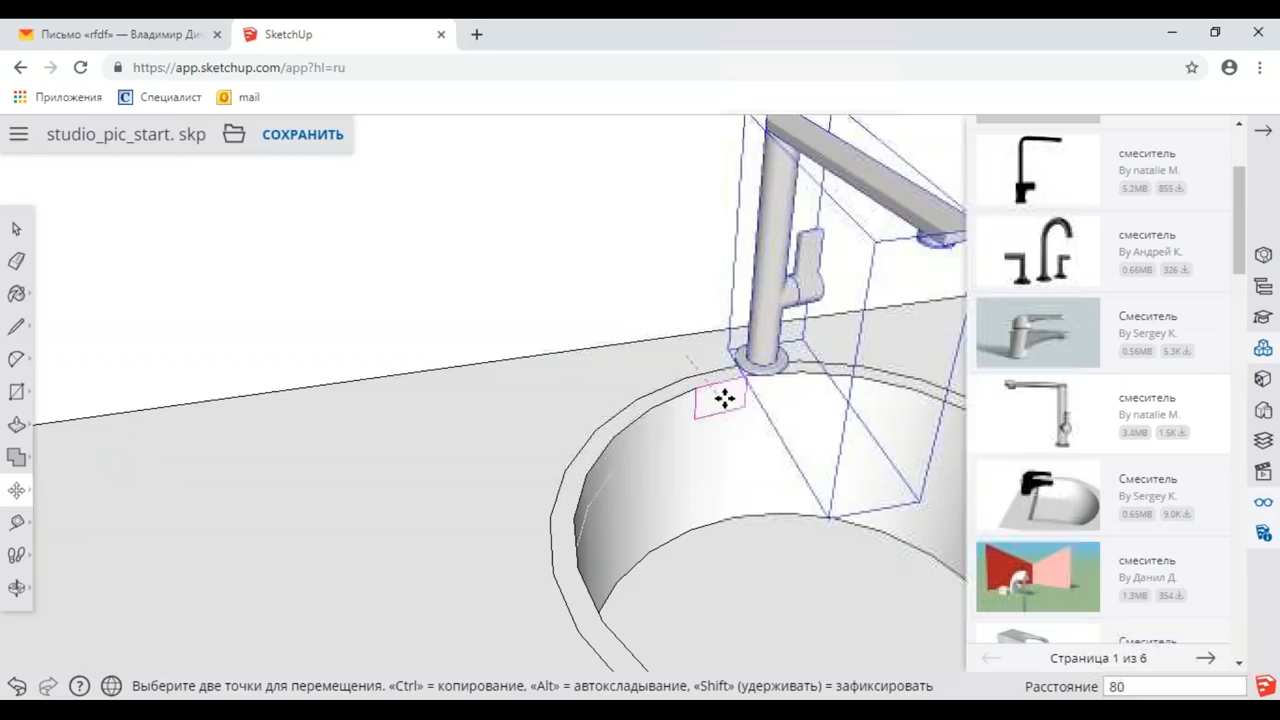 Письмо «rfdf» — Владимир Ди
SketchUp
https://app.sketchup.com/app?hl=ru
Приложения
Специалист
mail
studio_pic_start. skp
СОХРАНИТЬ
смеситель
By natalie M.
5.2MB 855
смеситель
By Андрей К.
0.66MB 326
Смеситель
By Sergey K.
0.56MB 5.3K
смеситель
By natalie M.
3.4MB 1.5K
Смеситель
By Sergey K.
0.65MB 9.0K
смеситель
By Данил Д.
1.3MB 354
Смеситель
Страница 1 из 6
Выберите две точки для перемещения. «Ctrl» = копирование, «Alt» = автоскладывание, «Shift» (удерживать) = зафиксировать
Расстояние 80